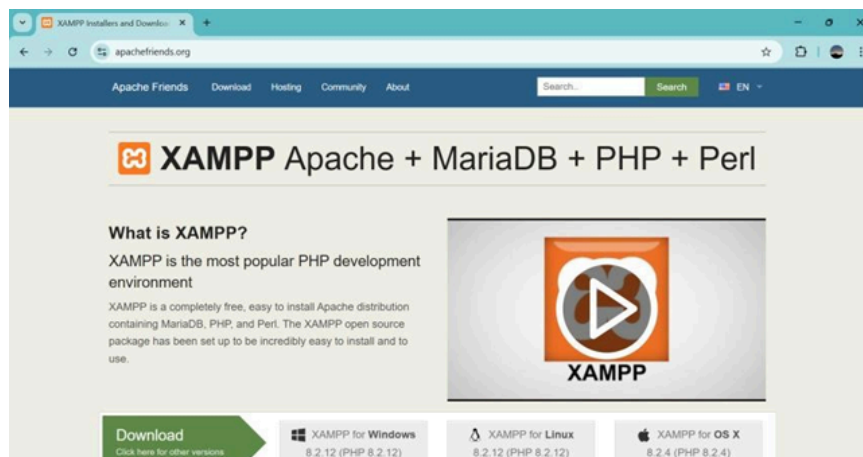 XAMPP Installers and Downloa
apachefriends.org
Apache Friends Download Hosting Community About Search... Search EN
XAMPP Apache + MariaDB + PHP + Perl
What is XAMPP?
XAMPP is the most popular PHP development
environment
XAMPP is a completely free, easy to install Apache distribution
containing MariaDB, PHP, and Perl. The XAMPP open source
package has been set up to be incredibly easy to install and to
use.
XAMPP
Download
Click here for other versions
XAMPP for Windows
8.2.12 (PHP 8.2.12)
XAMPP for Linux
8.2.12 (PHP 8.2.12)
XAMPP for OS X
8.2.4 (PHP 8.2.4)